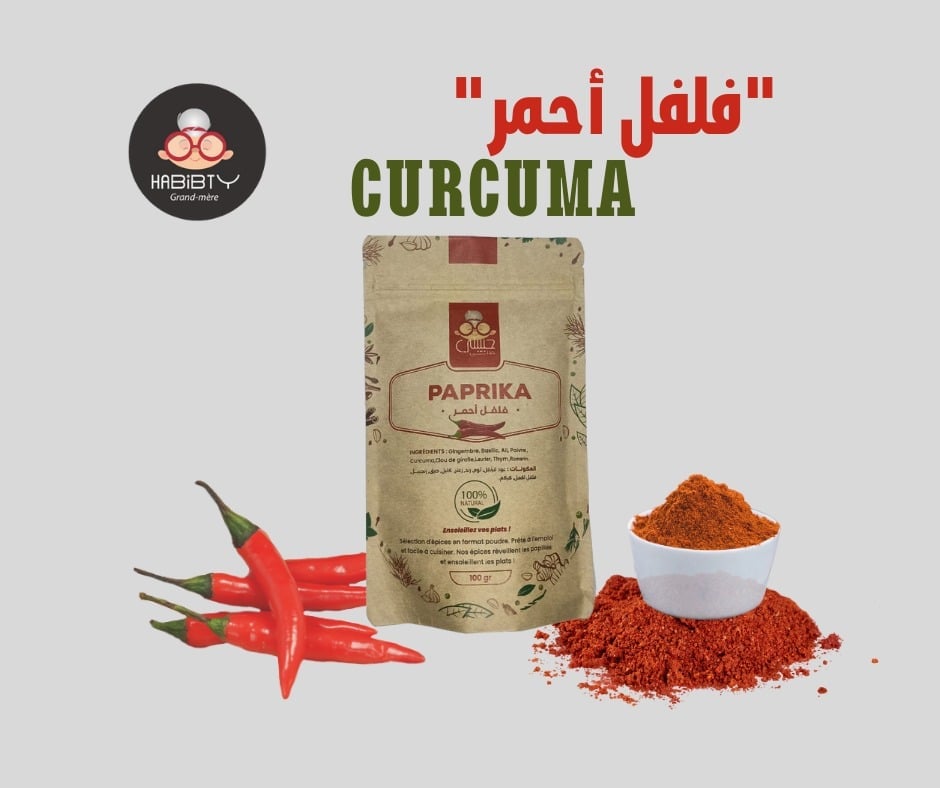 "فلفل أحمر"
HABIBTY
Grand-mère
CURCUMA
PAPRIKA
• فلفل أحمر •
INGRÉDIENTS : Gingembre, Basilic, Ail, Poivre,
Curcuma,Clou de girofle,Laurier, Thym,Romarin.
100%
NATURAL
Ensoleillez vos plats !
Sélection d'épices en format poudre. Prête à l'emploi
et facile à cuisiner. Nos épices réveillent les papilles
et ensoleillent les plats !
100 gr